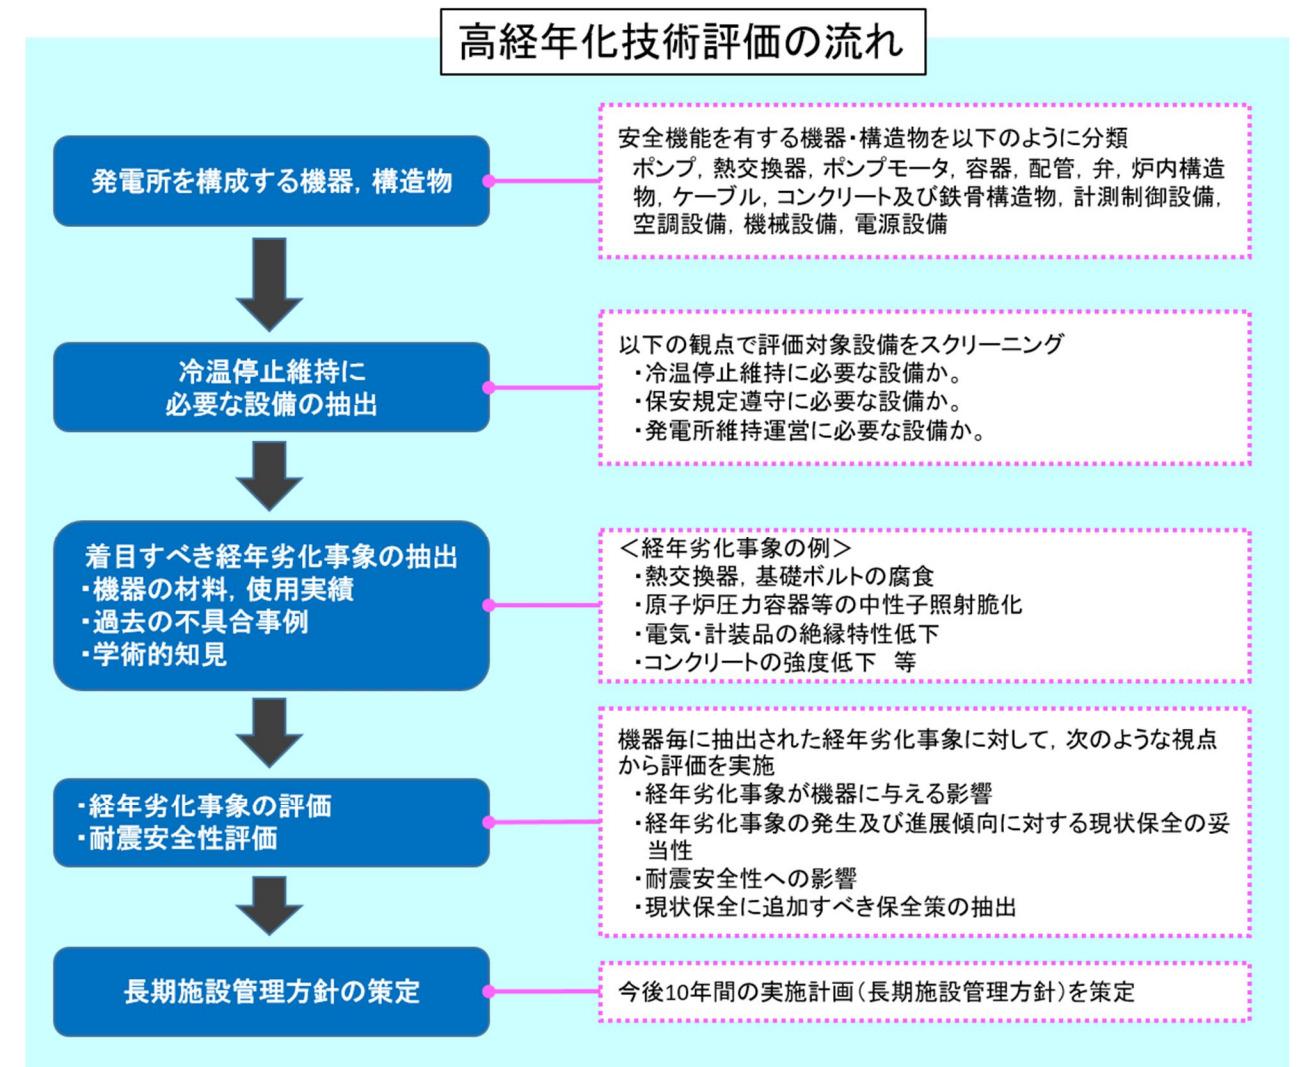 高経年化技術評価の流れ
発電所を構成する機器，構造物
安全機能を有する機器・構造物を以下のように分類
ポンプ，熱交換器，ポンプモータ，容器，配管，弁，炉内構造
物，ケーブル，コンクリート及び鉄骨構造物，計測制御設備，
空調設備，機械設備，電源設備
冷温停止維持に
必要な設備の抽出
以下の観点で評価対象設備をスクリーニング
・冷温停止維持に必要な設備か。
・保安規定遵守に必要な設備か。
・発電所維持運営に必要な設備か。
着目すべき経年劣化事象の抽出
・機器の材料，使用実績
・過去の不具合事例
・学術的知見
＜経年劣化事象の例＞
・熱交換器，基礎ボルトの腐食
・原子炉圧力容器等の中性子照射脆化
・電気・計装品の絶縁特性低下
・コンクリートの強度低下　等
・経年劣化事象の評価
・耐震安全性評価
機器毎に抽出された経年劣化事象に対して，次のような視点
から評価を実施
・経年劣化事象が機器に与える影響
・経年劣化事象の発生及び進展傾向に対する現状保全の妥
当性
・耐震安全性への影響
・現状保全に追加すべき保全策の抽出
長期施設管理方針の策定
今後10年間の実施計画（長期施設管理方針）を策定